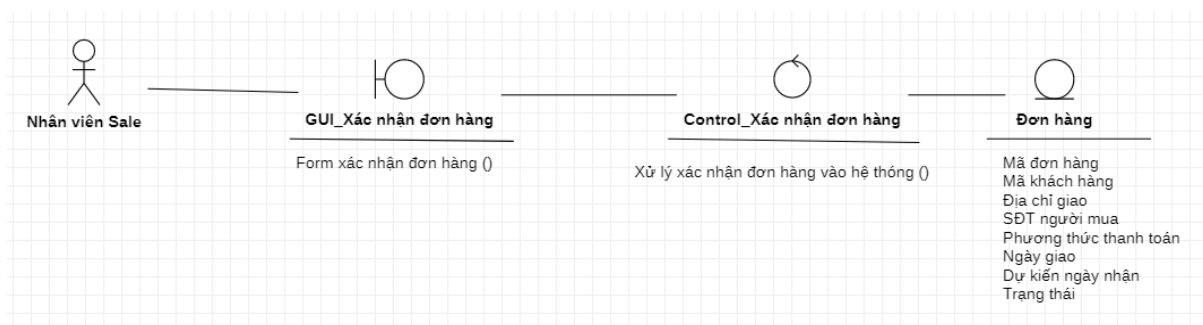 Nhân viên Sale
GUI_Xác nhận đơn hàng
Control_Xác nhận đơn hàng
Đơn hàng
Form xác nhận đơn hàng ()
Xử lý xác nhận đơn hàng vào hệ thóng ()
Mã đơn hàng
Mã khách hàng
Địa chỉ giao
SĐT người mua
Phương thức thanh toán
Ngày giao
Dự kiến ngày nhận
Trạng thái